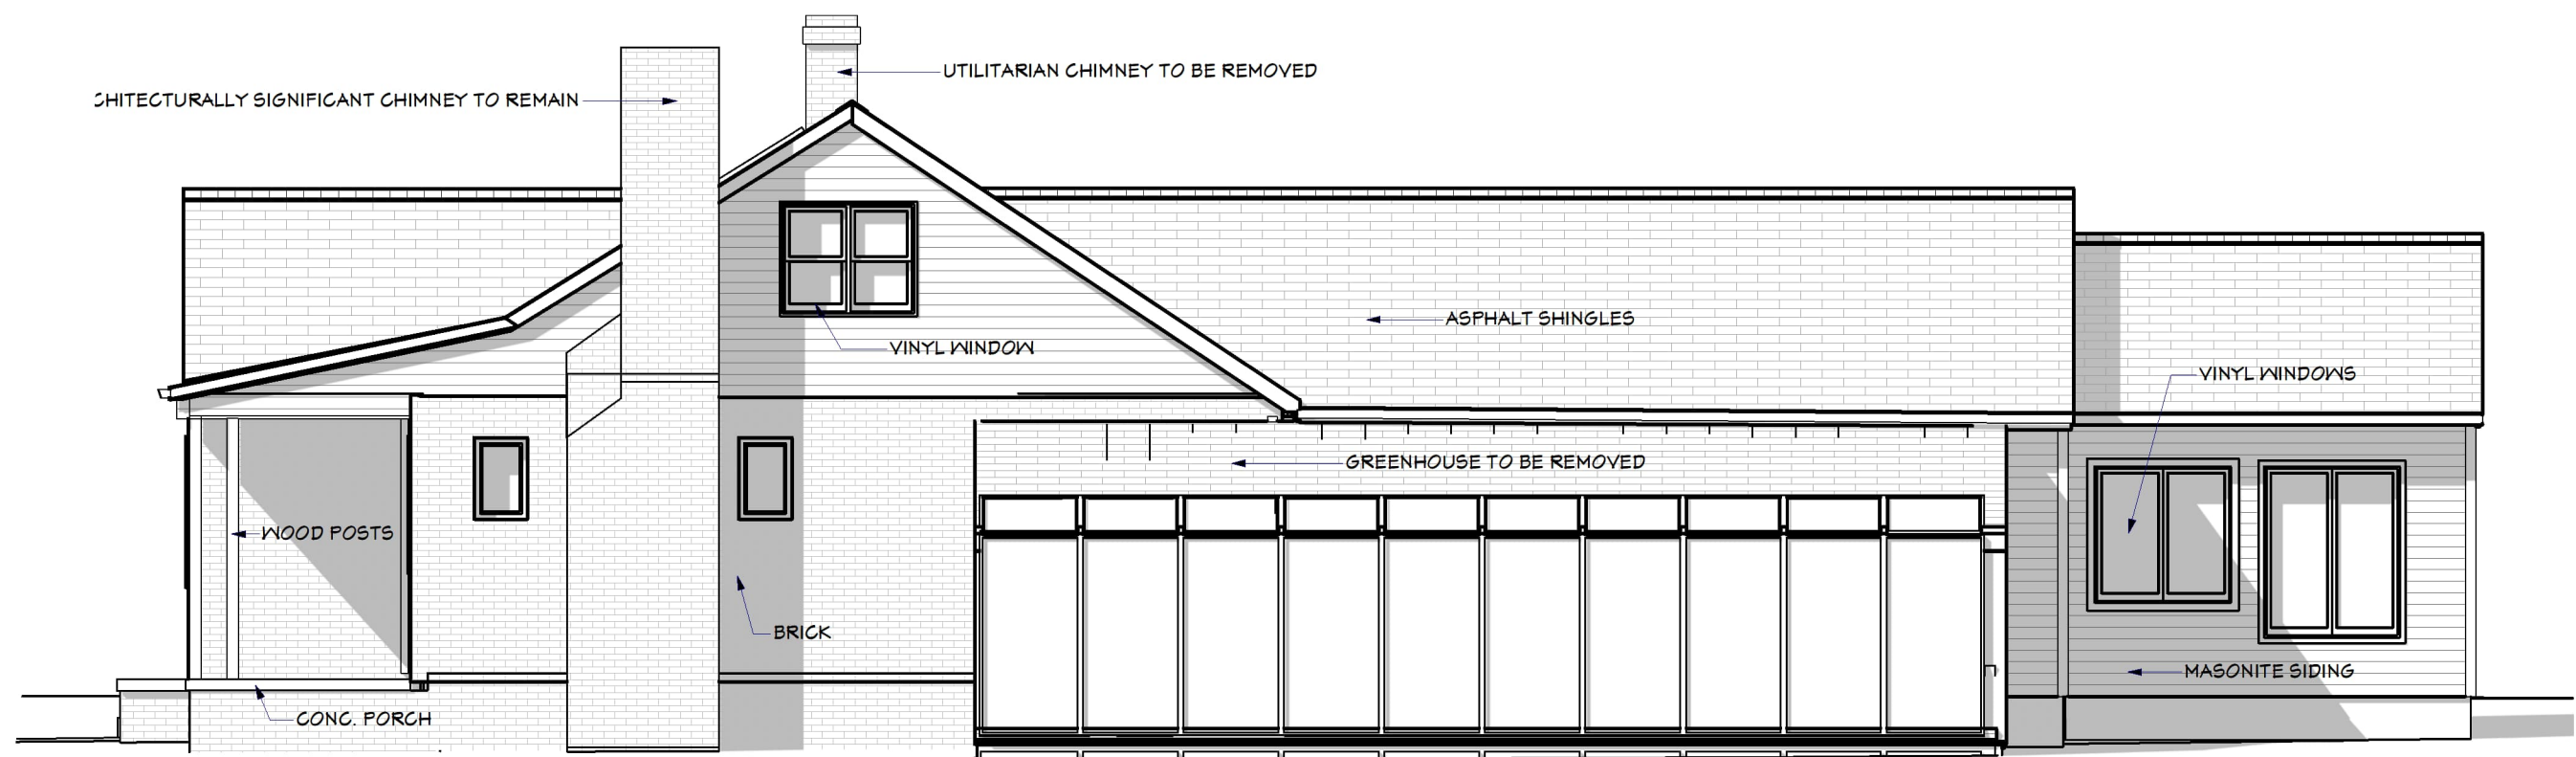 UTILITARIAN CHIMNEY TO BE REMOVED
CHITECTURALLY SIGNIFICANT CHIMNEY TO REMAIN
ASPHALT SHINGLES
VINYL WINDOW
VINYL WINDOWS
GREENHOUSE TO BE REMOVED
WOOD POSTS
BRICK
MASONITE SIDING
CONC. PORCH